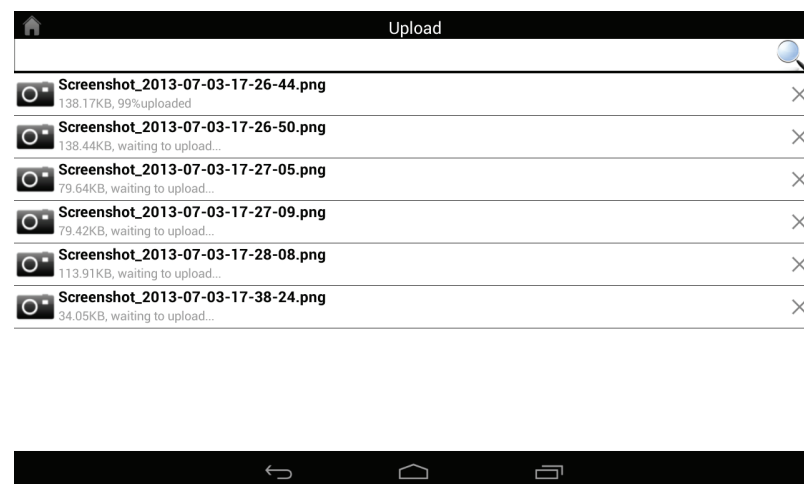 Upload
Screenshot_2013-07-03-17-26-44.png
138.17KB, 99%uploaded
Screenshot_2013-07-03-17-26-50.png
138.44KB, waiting to upload...
Screenshot_2013-07-03-17-27-05.png
79.64KB, waiting to upload...
Screenshot_2013-07-03-17-27-09.png
79.42KB, waiting to upload...
Screenshot_2013-07-03-17-28-08.png
113.91KB, waiting to upload...
Screenshot_2013-07-03-17-38-24.png
34.05KB, waiting to upload...